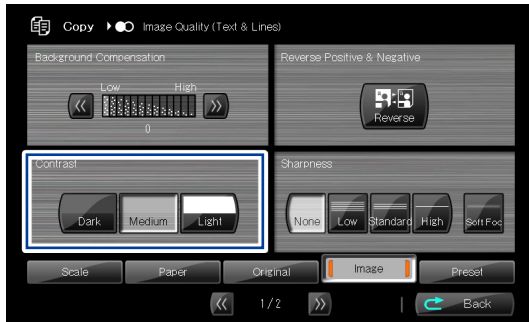 Copy Image Quality (Text & Lines)
Background Compensation
Low High
0
Reverse Positive & Negative
Reverse
Contrast
Dark Medium Light
Sharpness
None Low Standard High Soft Foc
Scale Paper Original Image Preset
1/2 Back